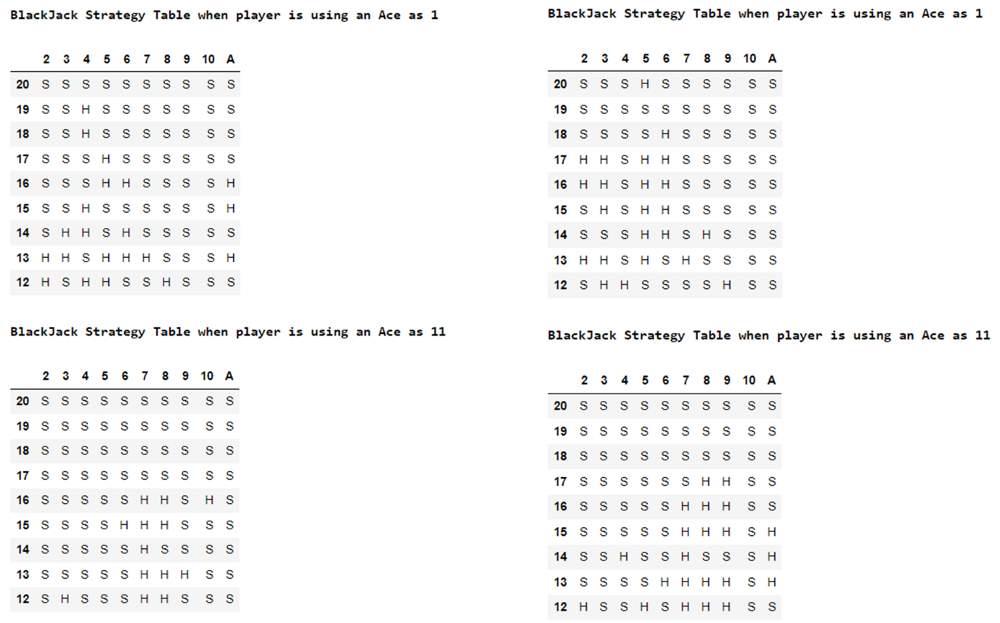 BlackJack Strategy Table when player is using an Ace as 1
2 3 4 5 6 7 8 9 10 A
20 S S S S S S S S S S
19 S S H S S S S S S S
18 S S H S S S S S S S
17 S S S H S S S S S S
16 S S S H H S S S S H
15 S S H S S S S S S H
14 S H H S H S S S S S
13 H H S H H H S S S H
12 H S H H S S H S S S
BlackJack Strategy Table when player is using an Ace as 1
2 3 4 5 6 7 8 9 10 A
20 S S S H S S S S S S
19 S S S S S S S S S S
18 S S S S H S S S S S
17 H H S H H S S S S S
16 H H S H H S S S S S
15 S H S H H S S S S S
14 S S S H H S H S S S
13 H H S H S H S S S S
12 S H H S S S S H S S
BlackJack Strategy Table when player is using an Ace as 11
2 3 4 5 6 7 8 9 10 A
20 S S S S S S S S S S
19 S S S S S S S S S S
18 S S S S S S S S S S
17 S S S S S S S S S S
16 S S S S S H H S H S
15 S S S S H H H S S S
14 S S S S S H S S S S
13 S S S S S H H H S S
12 S H S S S H H S S S
BlackJack Strategy Table when player is using an Ace as 11
2 3 4 5 6 7 8 9 10 A
20 S S S S S S S S S S
19 S S S S S S S S S S
18 S S S S S S S S S S
17 S S S S S S H H S S
16 S S S S S H H H S S
15 S S S S S H H H S H
14 S S H S S H S S S H
13 S S S S H H H H S H
12 H S S H S H H H S S